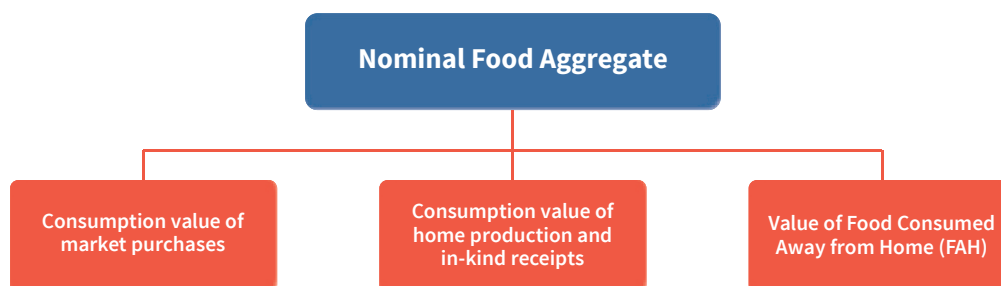 Nominal Food Aggregate
Consumption value of
market purchases
Consumption value of
home production and
in-kind receipts
Value of Food Consumed
Away from Home (FAH)